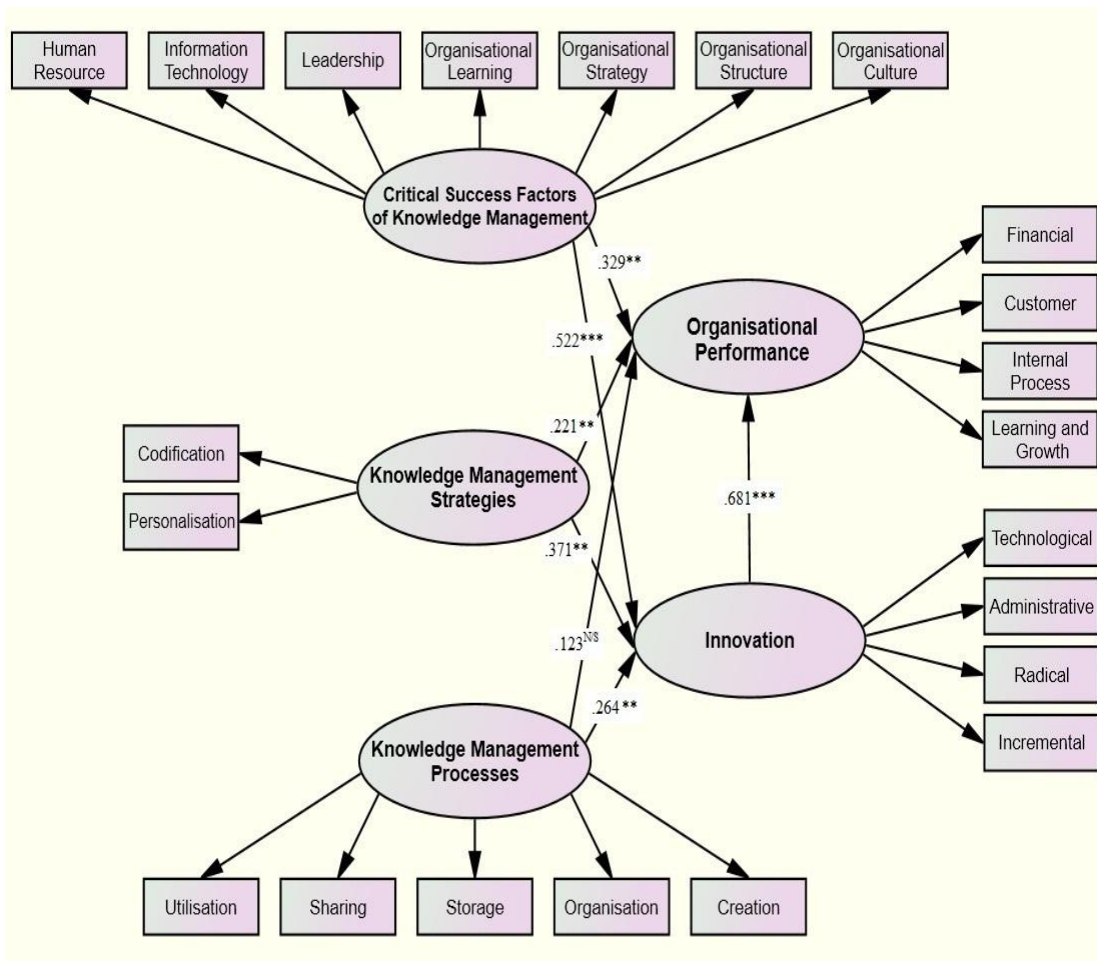 Human
Resource
Information
Technology
Leadership
Organisational
Learning
Organisational
Strategy
Organisational
Structure
Organisational
Culture
Critical Success Factors
of Knowledge Management
.329**
Financial
Customer
Internal
Process
Learning and
Growth
Organisational
Performance
.522***
.221**
Codification
Personalisation
Knowledge Management
Strategies
.681***
.371**
Technological
Administrative
Radical
Incremental
Innovation
.123NS
.264**
Knowledge Management
Processes
Utilisation
Sharing
Storage
Organisation
Creation